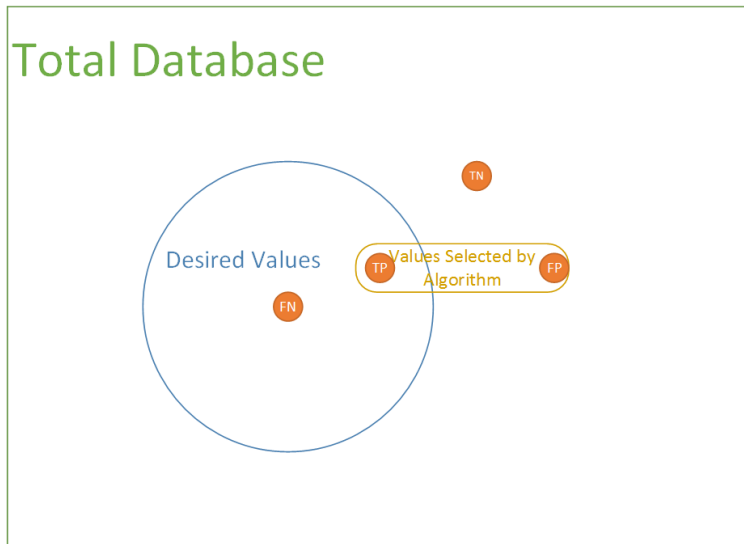 Total Database
TN
Desired Values
TP
Values Selected by
Algorithm
FP
FN